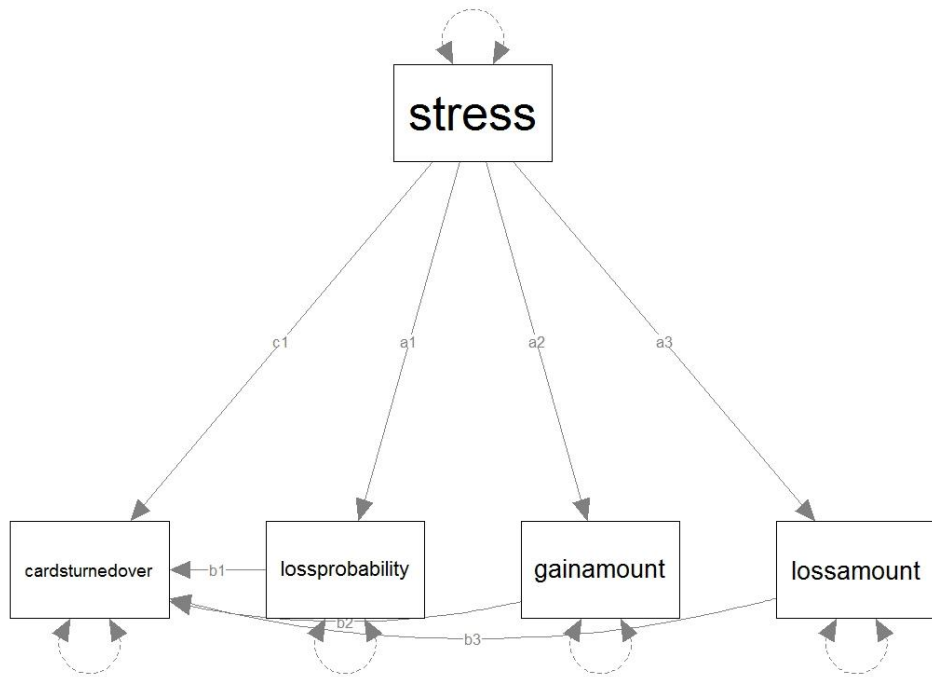 stress
c1
a1
a2
a3
cardsturnedover
b1
lossprobability
gainamount
lossamount
b2
b3